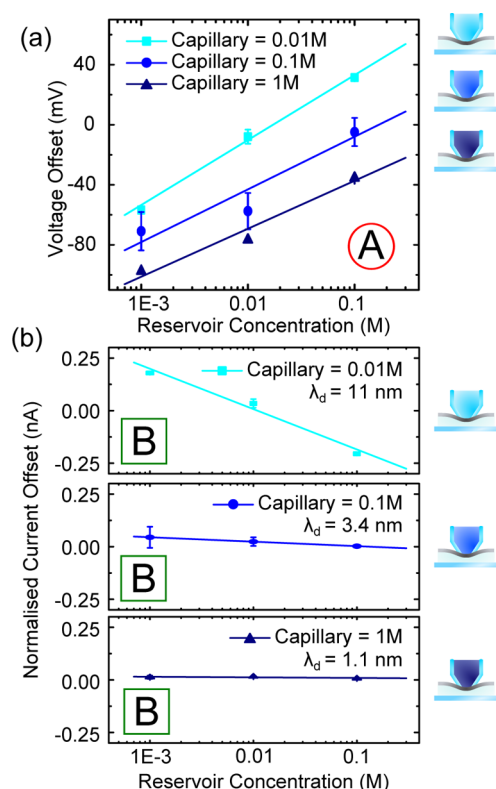 (a)
Capillary = 0.01M
Capillary = 0.1M
Capillary = 1M
40
0
-40
-80
Voltage Offset (mV)
A
1E-3 0.01 0.1
Reservoir Concentration (M)
(b)
Normalised Current Offset (nA)
0.25
0.00
-0.25
Capillary = 0.01M
λd = 11 nm
B
0.25
0.00
-0.25
Capillary = 0.1M
λd = 3.4 nm
B
0.25
0.00
-0.25
Capillary = 1M
λd = 1.1 nm
B
1E-3 0.01 0.1
Reservoir Concentration (M)